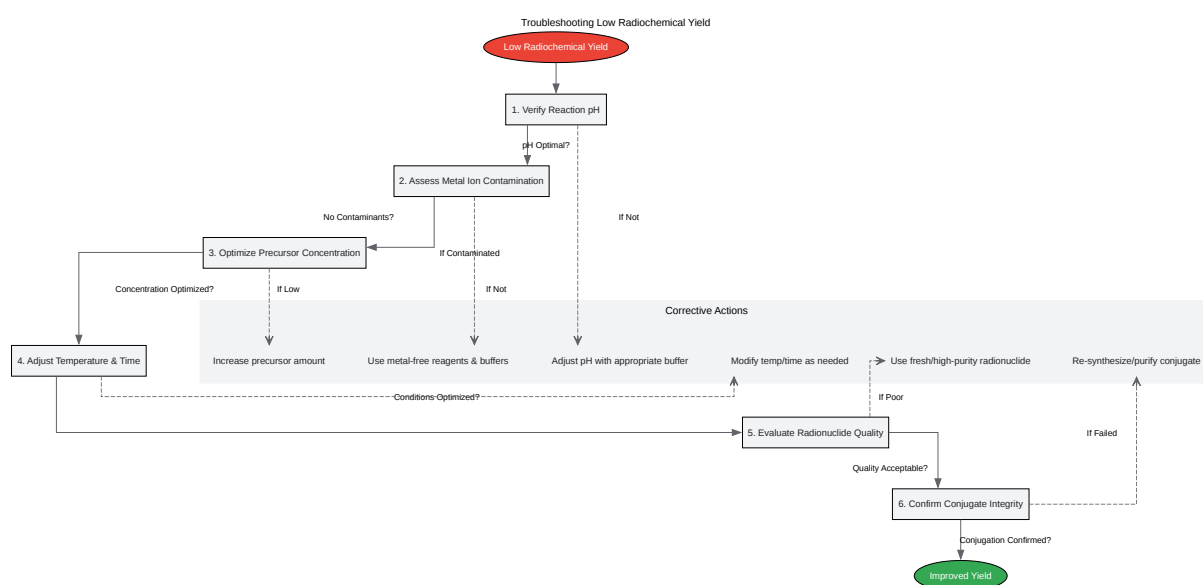 Troubleshooting Low Radiochemical Yield
Low Radiochemical Yield
1. Verify Reaction pH
pH Optimal?
2. Assess Metal Ion Contamination
No Contaminants?
If Not
3. Optimize Precursor Concentration
If Contaminated
Concentration Optimized?
If Low
If Not
Corrective Actions
4. Adjust Temperature & Time
Increase precursor amount
Use metal-free reagents & buffers
Adjust pH with appropriate buffer
Modify temp/time as needed
Use fresh/high-purity radionuclide
Re-synthesize/purify conjugate
Conditions Optimized?
If Poor
5. Evaluate Radionuclide Quality
If Failed
Quality Acceptable?
6. Confirm Conjugate Integrity
Conjugation Confirmed?
Improved Yield